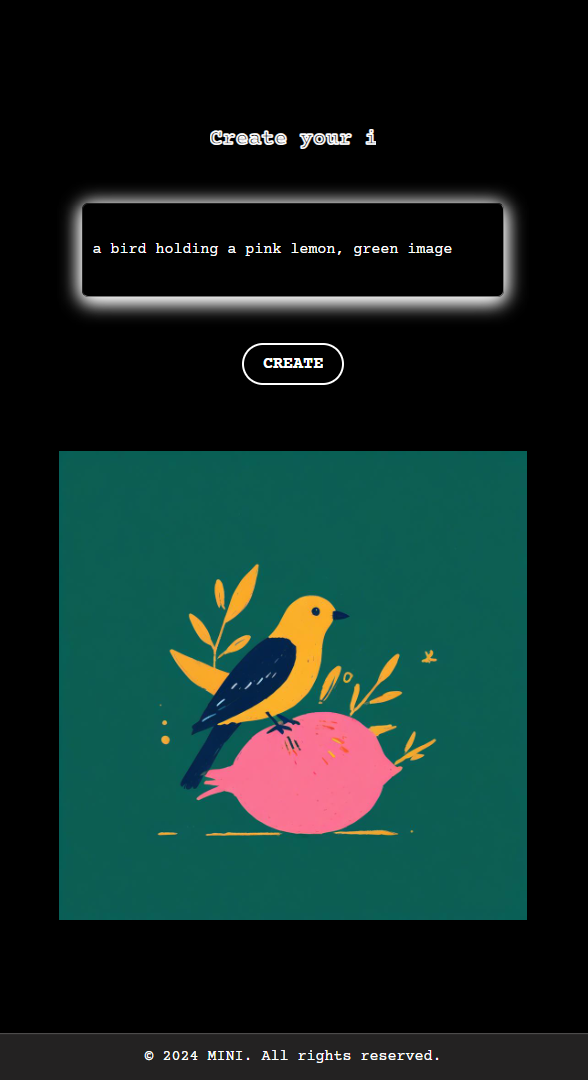 Create your i
a bird holding a pink lemon, green image
CREATE
© 2024 MINI. All rights reserved.